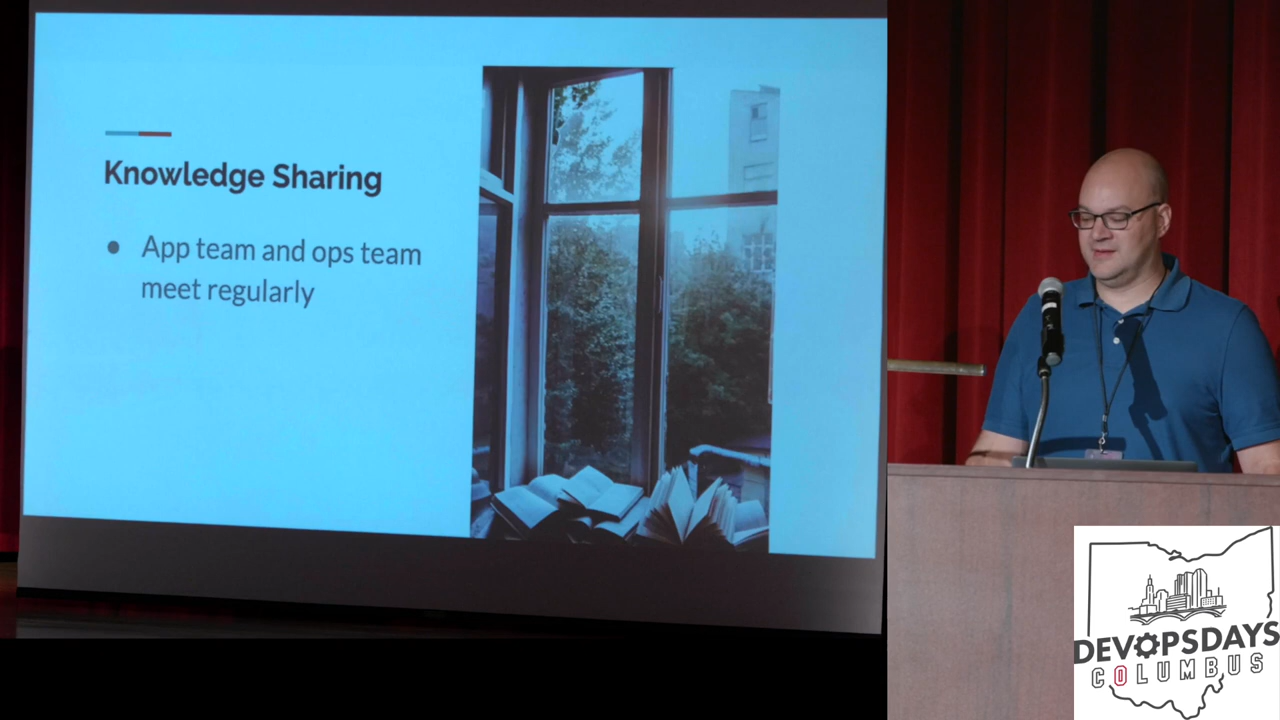 Knowledge Sharing
● App team and ops team
meet regularly
DEVOPSDAYS
COLUMBUS